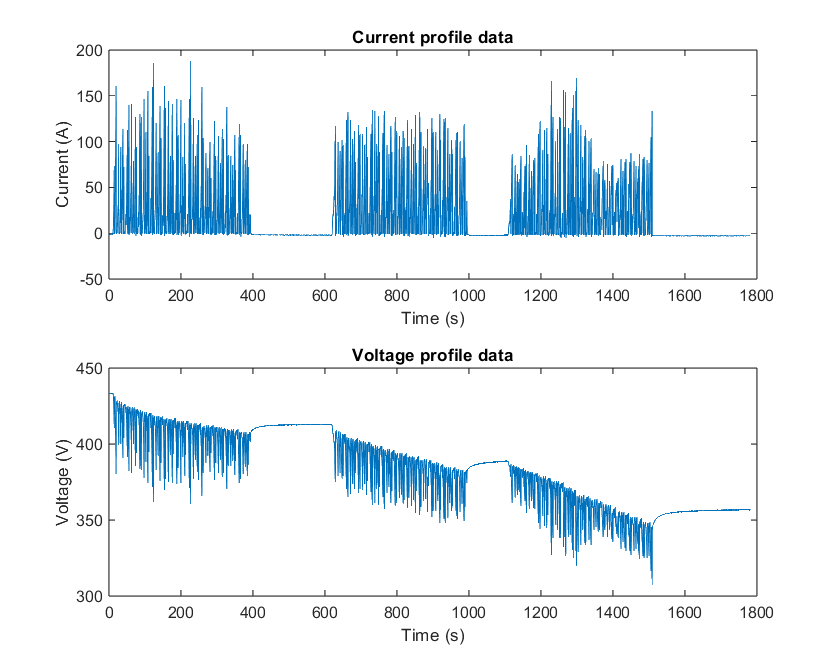 Current profile data
200
150
100
50
0
-50
Current (A)
0 200 400 600 800 1000 1200 1400 1600 1800
Time (s)
Voltage profile data
450
400
350
300
Voltage (V)
0 200 400 600 800 1000 1200 1400 1600 1800
Time (s)